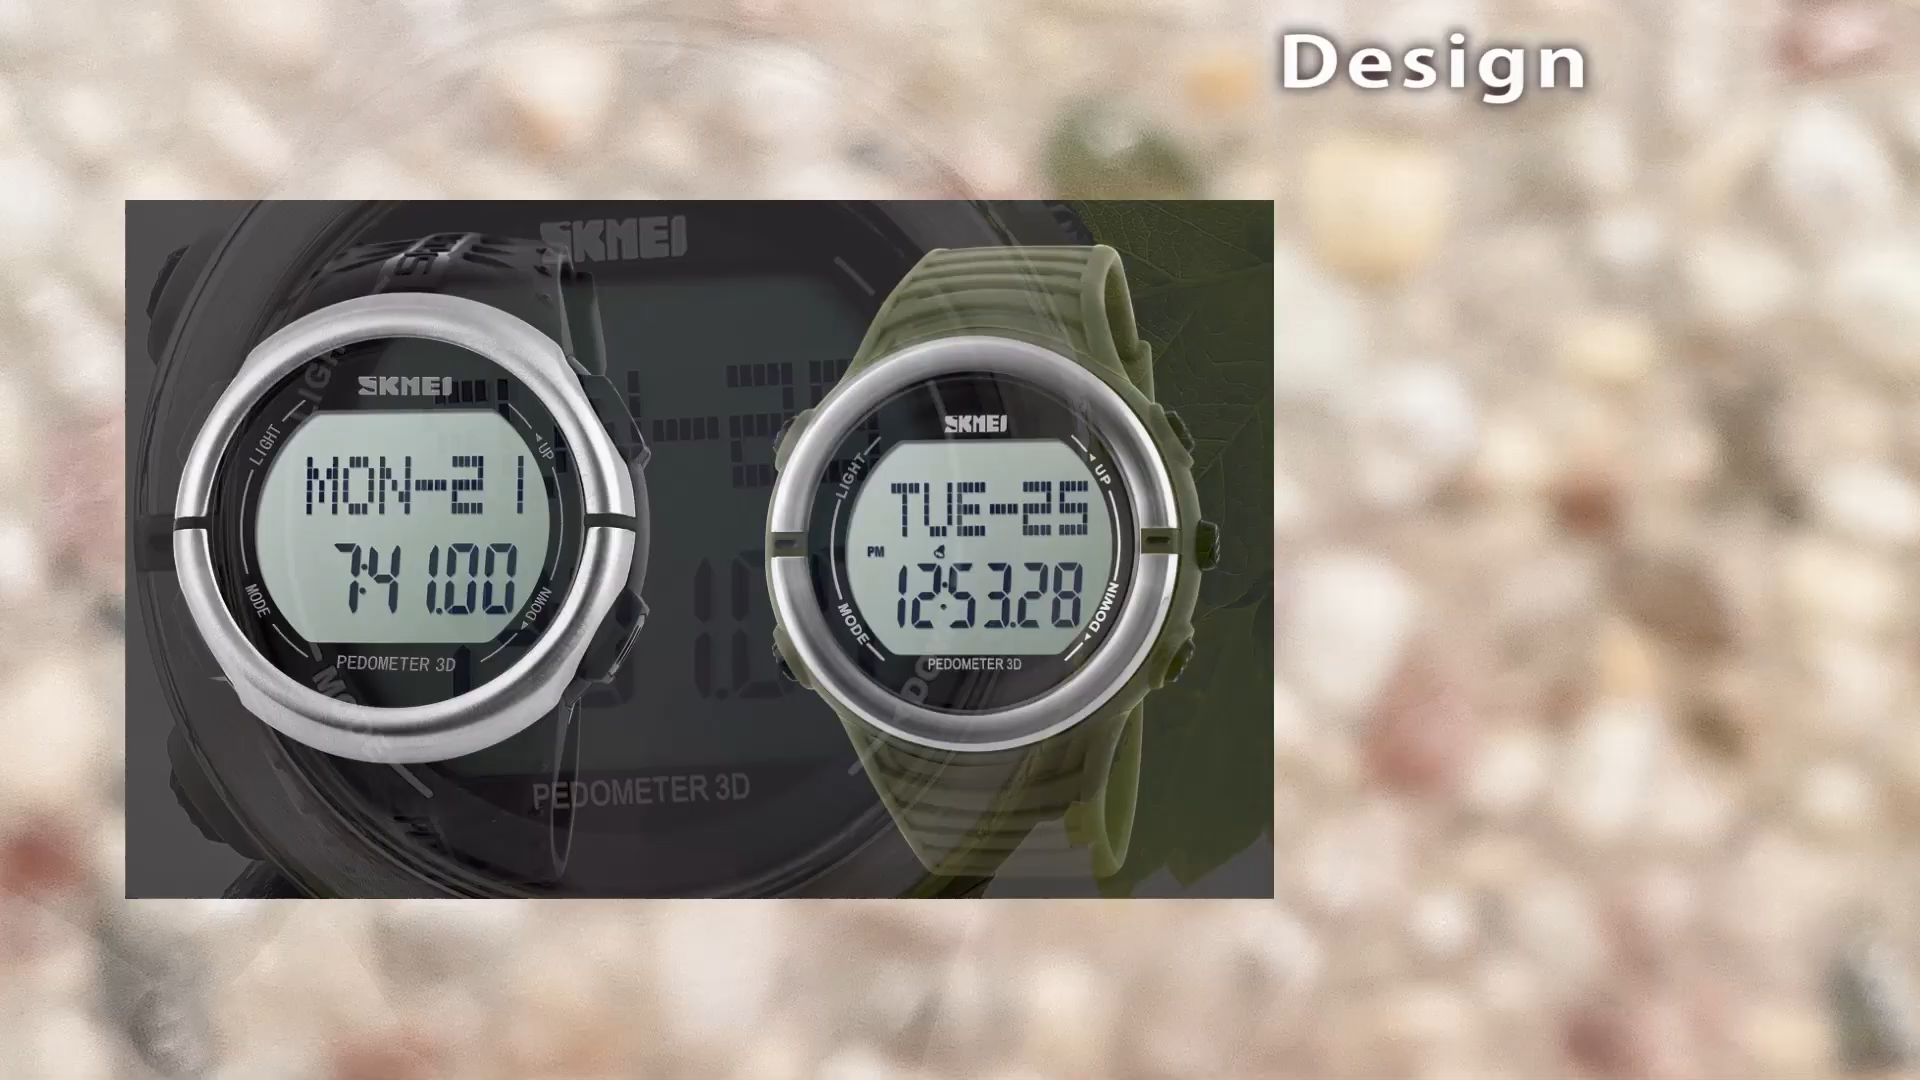 Design
SKMEI
SKMEI
LIGHT
UP
MON-21
7:41.00
MODE
DOWN
PEDOMETER 3D
SKMEI
LIGHT
UP
TUE-25
PM
12:53.28
MODE
DOWIN
PEDOMETER 3D
PEDOMETER 3D